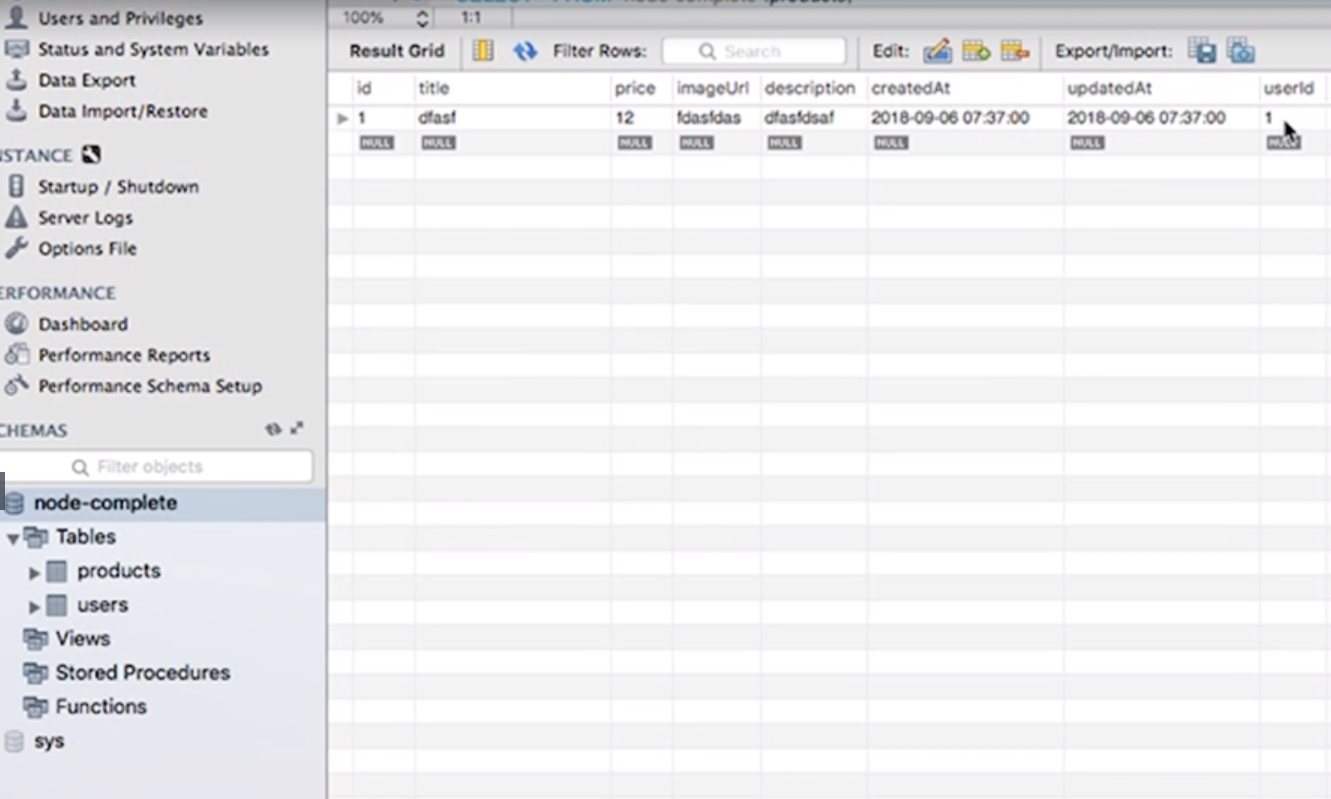 Users and Privileges
Status and System Variables
Data Export
Data Import/Restore
NSTANCE
Startup / Shutdown
Server Logs
Options File
ERFORMANCE
Dashboard
Performance Reports
Performance Schema Setup
CHEMAS
Filter objects
node-complete
Tables
products
users
Views
Stored Procedures
Functions
sys
100% 1:1
Result Grid Filter Rows: Search Edit: Export/Import:
id title price imageUrl description createdAt updatedAt userId
1 dfasf 12 fdasfdas dfasfdsaf 2018-09-06 07:37:00 2018-09-06 07:37:00 1
NULL NULL NULL NULL NULL NULL NULL NULL